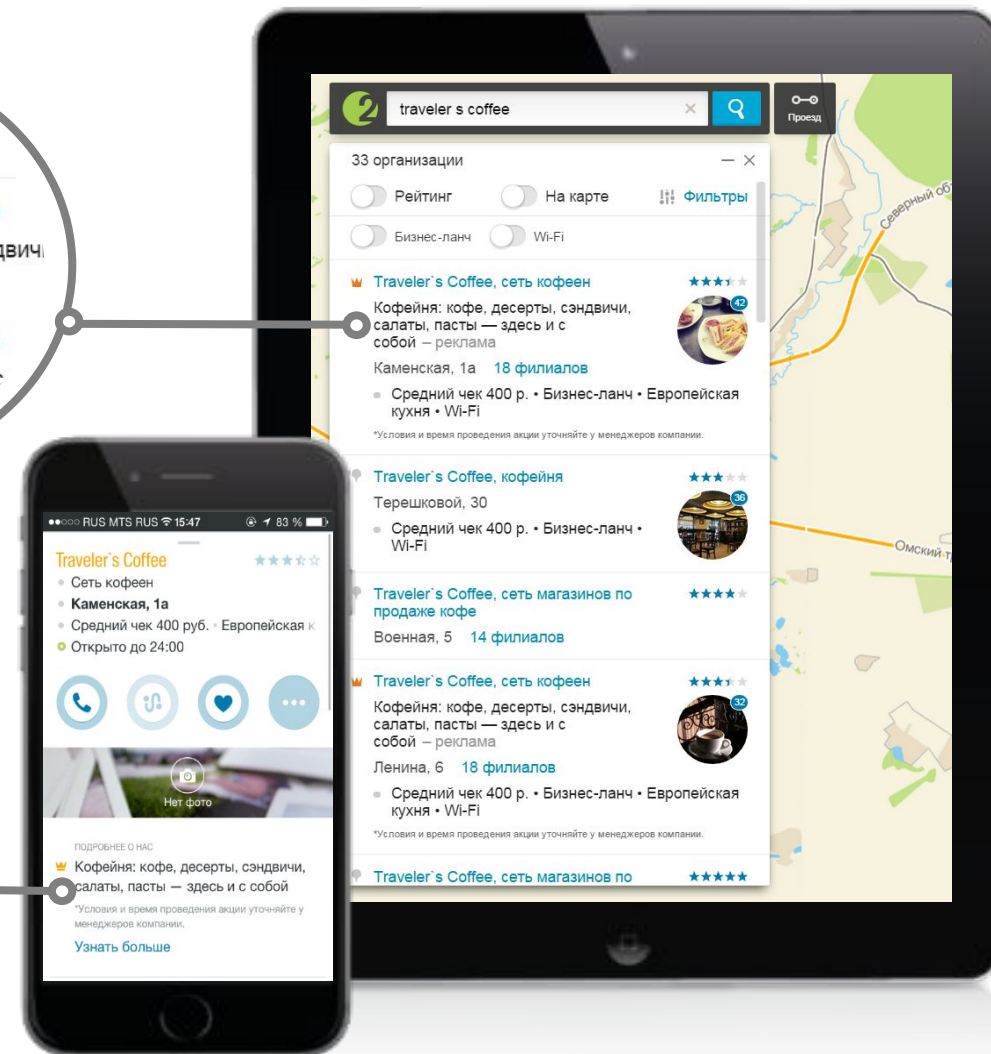 traveler s coffee
Проезд
33 организации
Рейтинг На карте Фильтры
Бизнес-ланч Wi-Fi
Traveler`s Coffee, сеть кофеен
42
Кофейня: кофе, десерты, сэндвичи,
салаты, пасты — здесь и с
собой – реклама
Каменская, 1а 18 филиалов
Средний чек 400 р. • Бизнес-ланч • Европейская
кухня • Wi-Fi
*Условия и время проведения акции уточняйте у менеджеров компании.
Traveler`s Coffee, кофейня
36
Терешковой, 30
Средний чек 400 р. • Бизнес-ланч •
Wi-Fi
Traveler`s Coffee, сеть магазинов по
продаже кофе
Военная, 5 14 филиалов
Traveler`s Coffee, сеть кофеен
32
Кофейня: кофе, десерты, сэндвичи,
салаты, пасты — здесь и с
собой – реклама
Ленина, 6 18 филиалов
Средний чек 400 р. • Бизнес-ланч • Европейская
кухня • Wi-Fi
*Условия и время проведения акции уточняйте у менеджеров компании.
Traveler`s Coffee, сеть магазинов по
Северный об
Омский т
RUS MTS RUS 15:47 83 %
Traveler`s Coffee
Сеть кофеен
Каменская, 1а
Средний чек 400 руб. • Европейская к
Открыто до 24:00
Нет фото
ПОДРОБНЕЕ О НАС
Кофейня: кофе, десерты, сэндвичи,
салаты, пасты — здесь и с собой
*Условия и время проведения акции уточняйте у
менеджеров компании.
Узнать больше